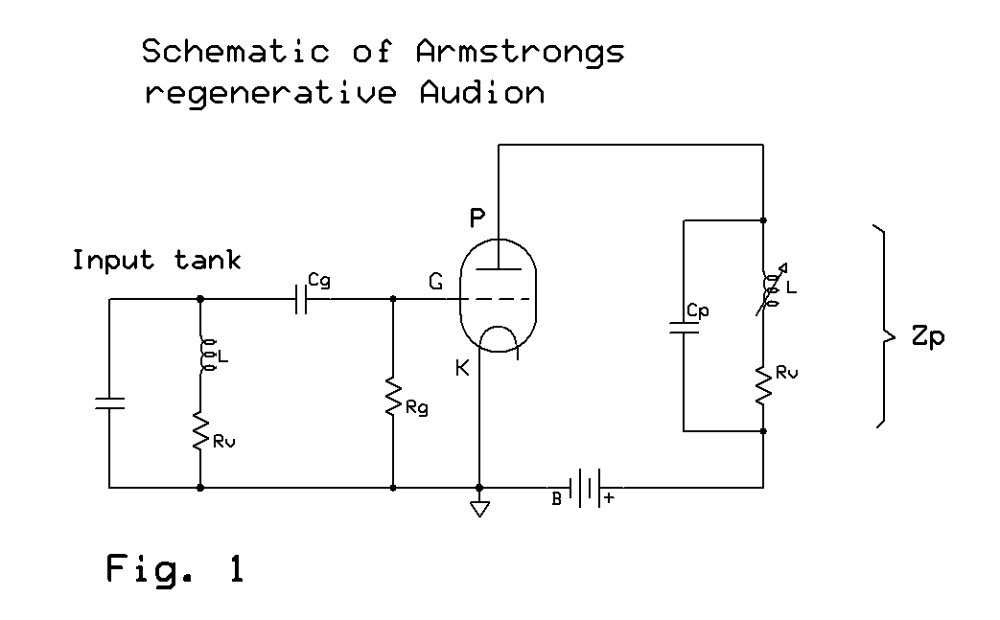 Schematic of Armstrongs
regenerative Audion
P
Input tank
Cg
G
L
Cp
Zp
L
K
Rv
Rg
Rv
B
+
Fig. 1